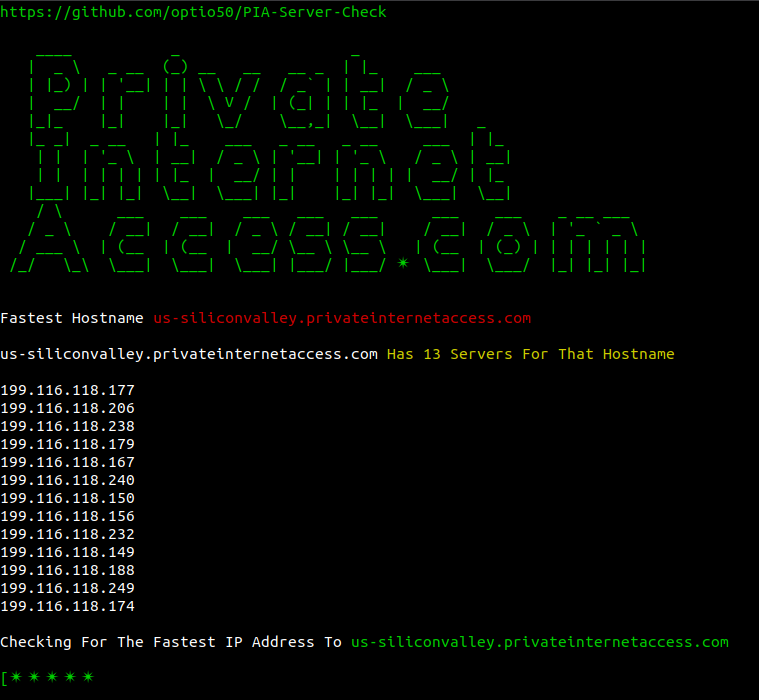 https://github.com/optio50/PIA-Server-Check
Private
Internet
Access.com
Fastest Hostname us-siliconvalley.privateinternetaccess.com
us-siliconvalley.privateinternetaccess.com Has 13 Servers For That Hostname
199.116.118.177
199.116.118.206
199.116.118.238
199.116.118.179
199.116.118.167
199.116.118.240
199.116.118.150
199.116.118.156
199.116.118.232
199.116.118.149
199.116.118.188
199.116.118.249
199.116.118.174
Checking For The Fastest IP Address To us-siliconvalley.privateinternetaccess.com
[✴✴✴✴✴